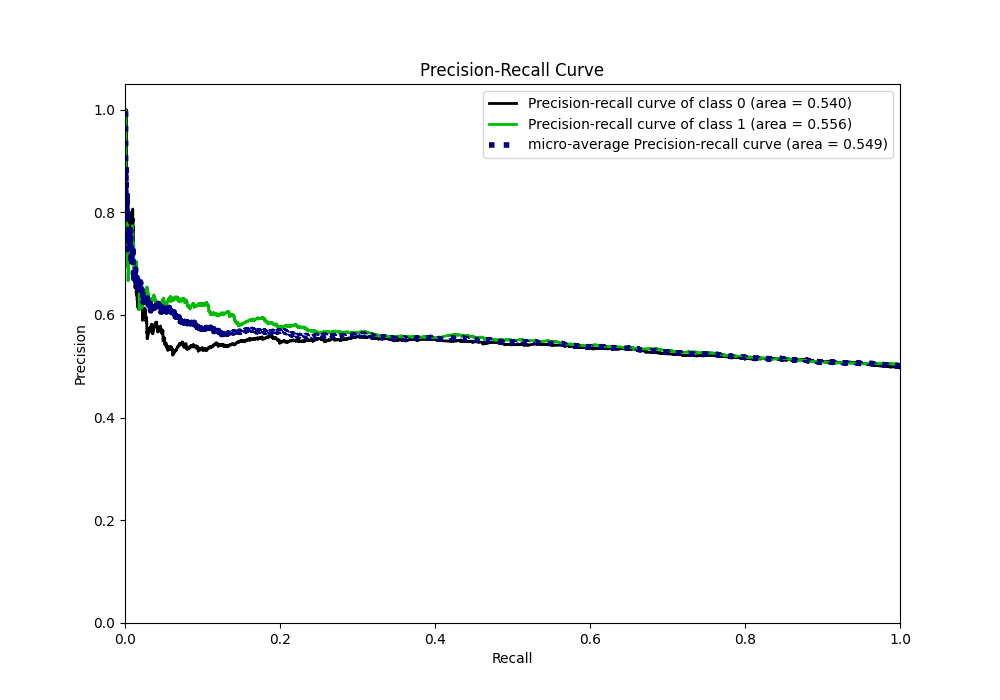 Precision-Recall Curve
Precision-recall curve of class 0 (area = 0.540)
Precision-recall curve of class 1 (area = 0.556)
micro-average Precision-recall curve (area = 0.549)
1.0
0.8
0.6
0.4
0.2
0.0
Precision
0.0 0.2 0.4 0.6 0.8 1.0
Recall